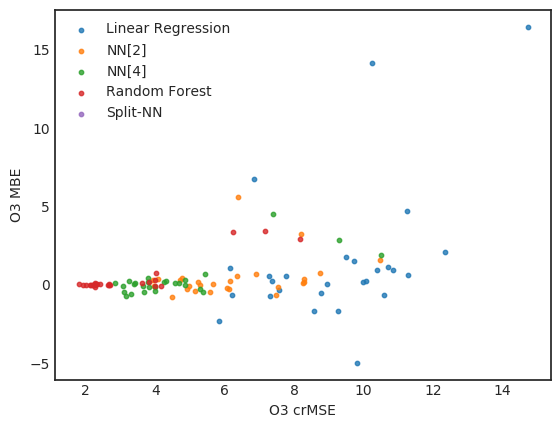 Linear Regression
NN[2]
NN[4]
Random Forest
Split-NN
15
10
5
0
−5
O3 MBE
2
4
6
8
10
12
14
O3 crMSE